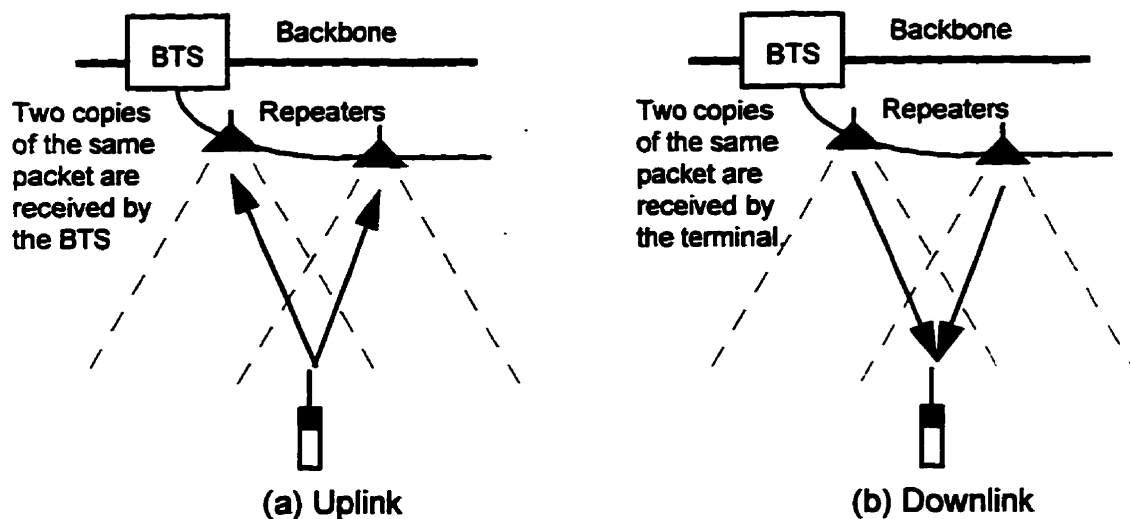 Backbone
BTS
Two copies
of the same
packet are
received by
the BTS
Repeaters
(a) Uplink
Backbone
BTS
Two copies
of the same
packet are
received by
the terminal.
Repeaters
(b) Downlink